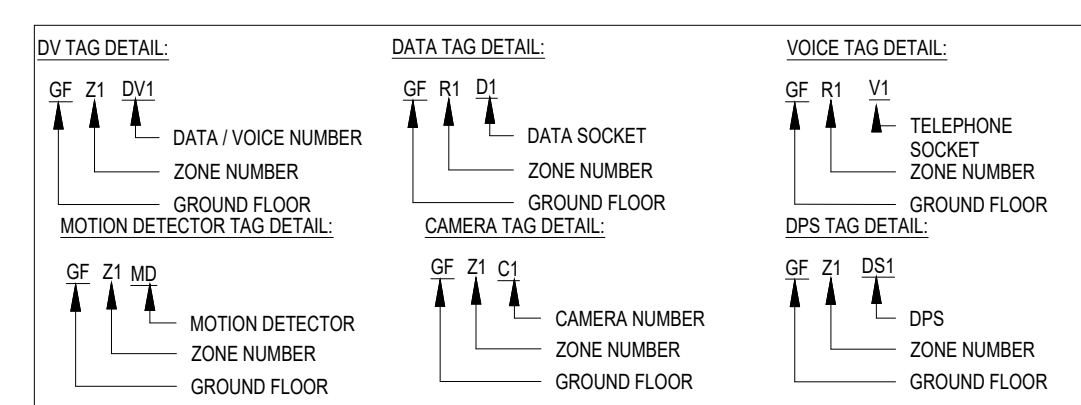 DV TAG DETAIL:
GF Z1 DV1
DATA / VOICE NUMBER
ZONE NUMBER
GROUND FLOOR
DATA TAG DETAIL:
GF R1 D1
DATA SOCKET
ZONE NUMBER
GROUND FLOOR
VOICE TAG DETAIL:
GF R1 V1
TELEPHONE
SOCKET
ZONE NUMBER
GROUND FLOOR
MOTION DETECTOR TAG DETAIL:
GF Z1 MD
MOTION DETECTOR
ZONE NUMBER
GROUND FLOOR
CAMERA TAG DETAIL:
GF Z1 C1
CAMERA NUMBER
ZONE NUMBER
GROUND FLOOR
DPS TAG DETAIL:
GF Z1 DS1
DPS
ZONE NUMBER
GROUND FLOOR